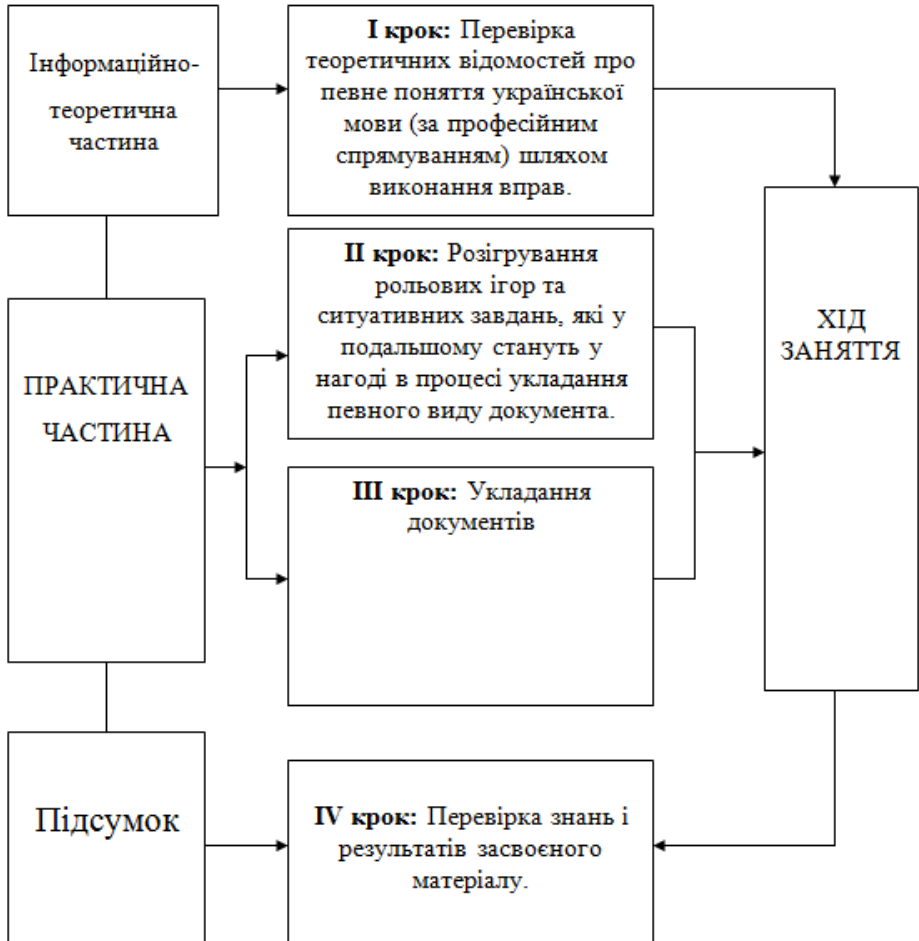 Інформаційно-
теоретична
частина
І крок: Перевірка
теоретичних відомостей про
певне поняття української
мови (за професійним
спрямуванням) шляхом
виконання вправ.
ПРАКТИЧНА
ЧАСТИНА
ІІ крок: Розігрування
рольових ігор та
ситуативних завдань, які у
подальшому стануть у
нагоді в процесі укладання
певного виду документа.
ІІІ крок: Укладання
документів
ХІД
ЗАНЯТТЯ
Підсумок
IV крок: Перевірка знань і
результатів засвоєного
матеріалу.